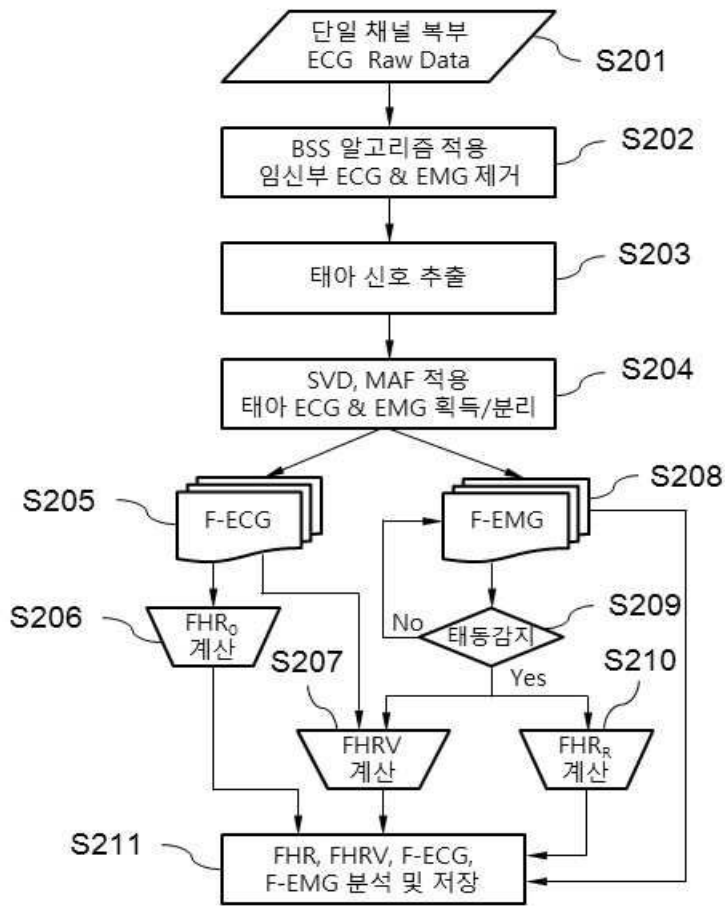 단일 채널 복부
ECG Raw Data
S201
BSS 알고리즘 적용
임신부 ECG & EMG 제거
S202
태아 신호 추출
S203
SVD, MAF 적용
태아 ECG & EMG 획득/분리
S204
S205
F-ECG
F-EMG
S208
S206
FHR₀
계산
No
태동감지
S209
S207
Yes
S210
FHRV
계산
FHR_R
계산
S211
FHR, FHRV, F-ECG,
F-EMG 분석 및 저장